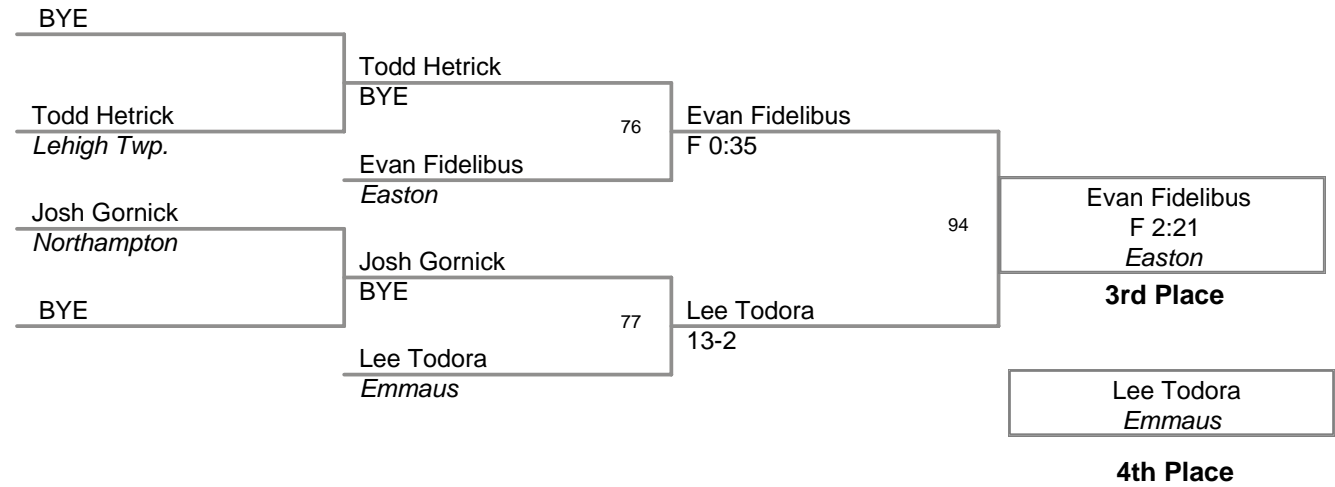 BYE
Todd Hetrick
BYE
Todd Hetrick
Lehigh Twp.
76
Evan Fidelibus
F 0:35
Evan Fidelibus
Easton
Josh Gornick
Northampton
94
Evan Fidelibus
F 2:21
Easton
3rd Place
Josh Gornick
BYE
BYE
77
Lee Todora
13-2
Lee Todora
Emmaus
Lee Todora
Emmaus
4th Place